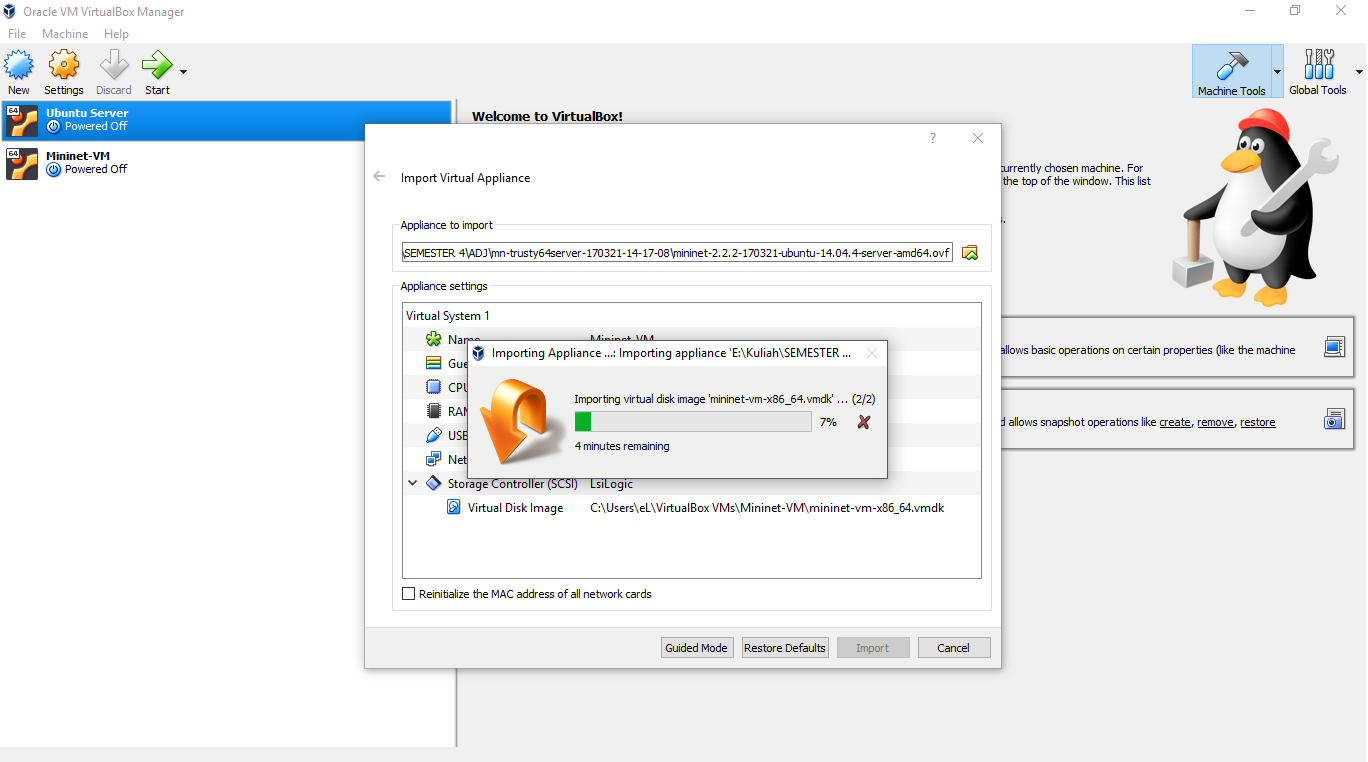 Oracle VM VirtualBox Manager
File Machine Help
New Settings Discard Start
Machine Tools Global Tools
64 Ubuntu Server
Powered Off
64 Mininet-VM
Powered Off
Welcome to VirtualBox!
urrently chosen machine. For
the top of the window. This list
s.
?
Import Virtual Appliance
Appliance to import
\SEMESTER 4\ADJ\mn-trusty64server-170321-14-17-08\mininet-2.2.2-170321-ubuntu-14.04.4-server-amd64.ovf
Appliance settings
Virtual System 1
Name Mininet-VM
Gue
CPU
RAM
USB
Net
Storage Controller (SCSI) LsiLogic
Virtual Disk Image C:\Users\eL\VirtualBox VMs\Mininet-VM\mininet-vm-x86_64.vmdk
Importing Appliance ...: Importing appliance 'E:\Kuliah\SEMESTER ...
Importing virtual disk image 'mininet-vm-x86_64.vmdk' ... (2/2)
7%
4 minutes remaining
Reinitialize the MAC address of all network cards
Guided Mode Restore Defaults Import Cancel
allows basic operations on certain properties (like the machine
d allows snapshot operations like create, remove, restore